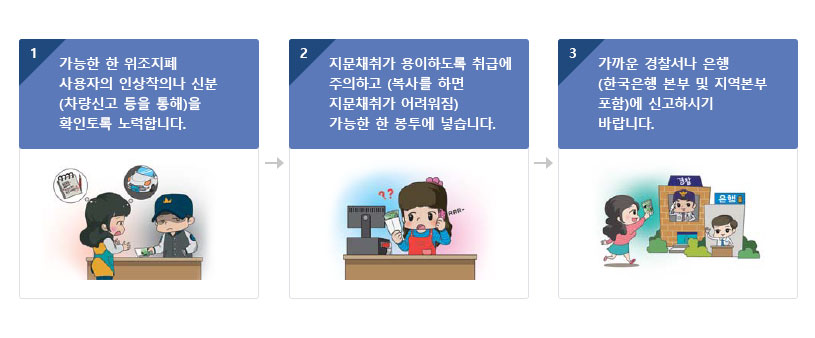 1
가능한 한 위조지폐
사용자의 인상착의나 신분
(차량신고 등을 통해)을
확인토록 노력합니다.
2
지문채취가 용이하도록 취급에
주의하고 (복사를 하면
지문채취가 어려워짐)
가능한 한 봉투에 넣습니다.
??
3
가까운 경찰서나 은행
(한국은행 본부 및 지역본부
포함)에 신고하시기
바랍니다.
경찰
은행